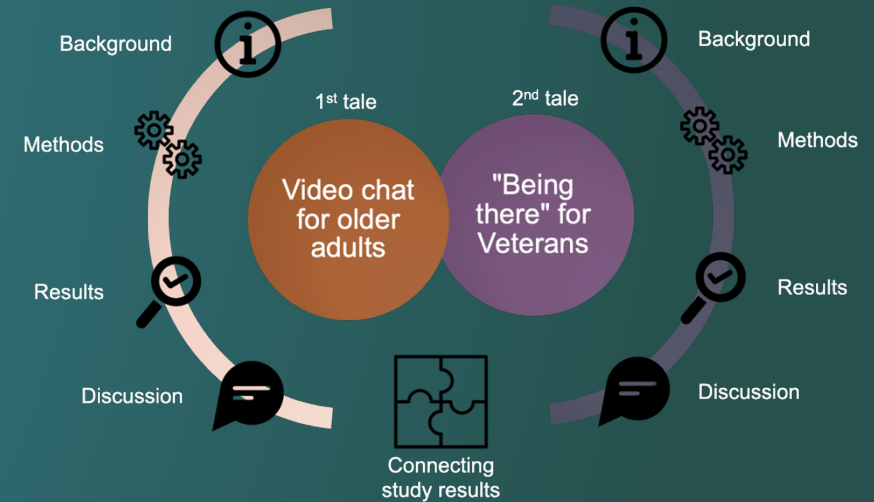 Background
Methods
Results
Discussion
1st tale
Video chat
for older
adults
2nd tale
"Being
there" for
Veterans
Background
Methods
Results
Discussion
Connecting
study results